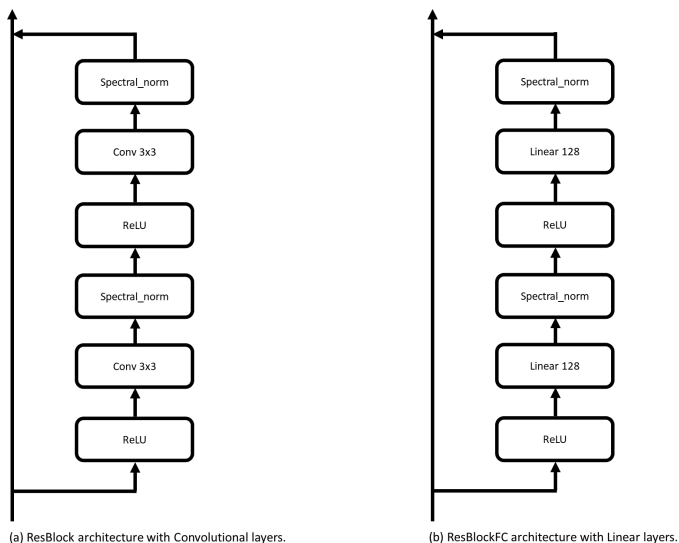 Spectral_norm
Conv 3x3
ReLU
Spectral_norm
Conv 3x3
ReLU
(a) ResBlock architecture with Convolutional layers.
Spectral_norm
Linear 128
ReLU
Spectral_norm
Linear 128
ReLU
(b) ResBlockFC architecture with Linear layers.